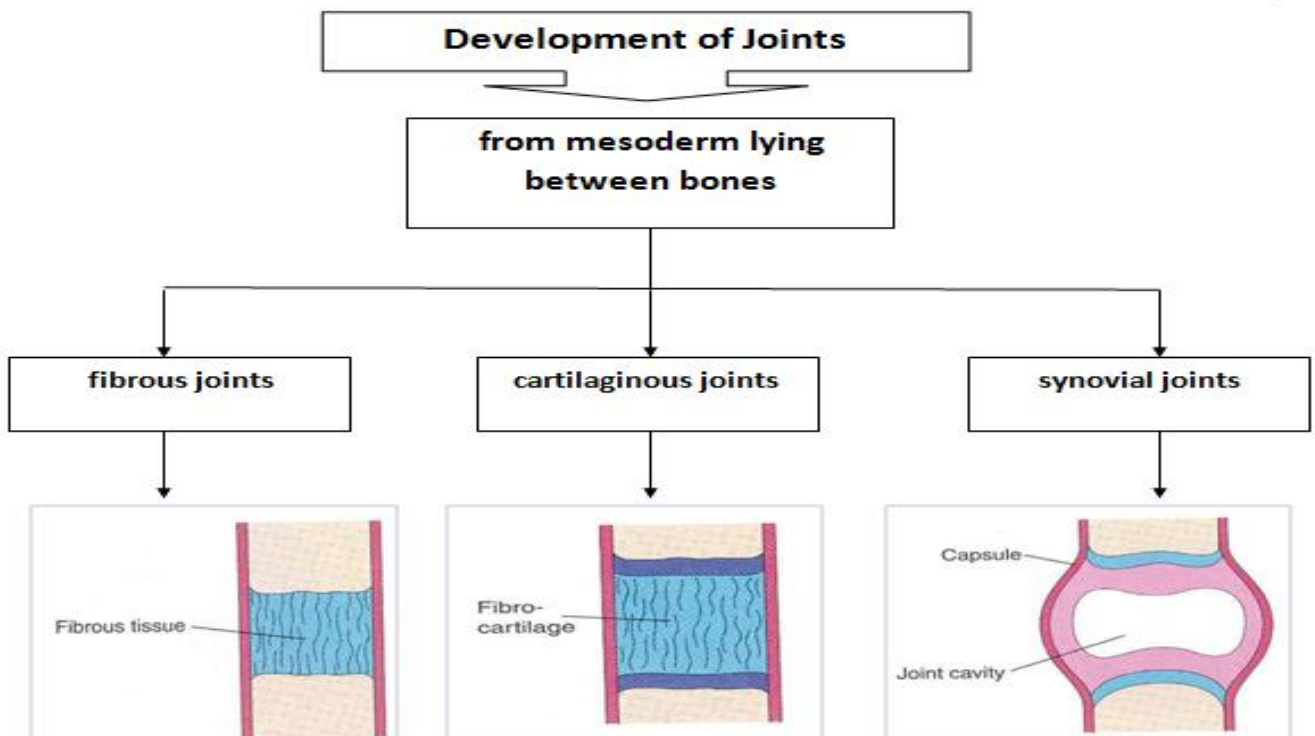 Development of Joints
from mesoderm lying
between bones
fibrous joints
cartilaginous joints
synovial joints
Fibrous tissue
Fibro-
cartilage
Capsule
Joint cavity